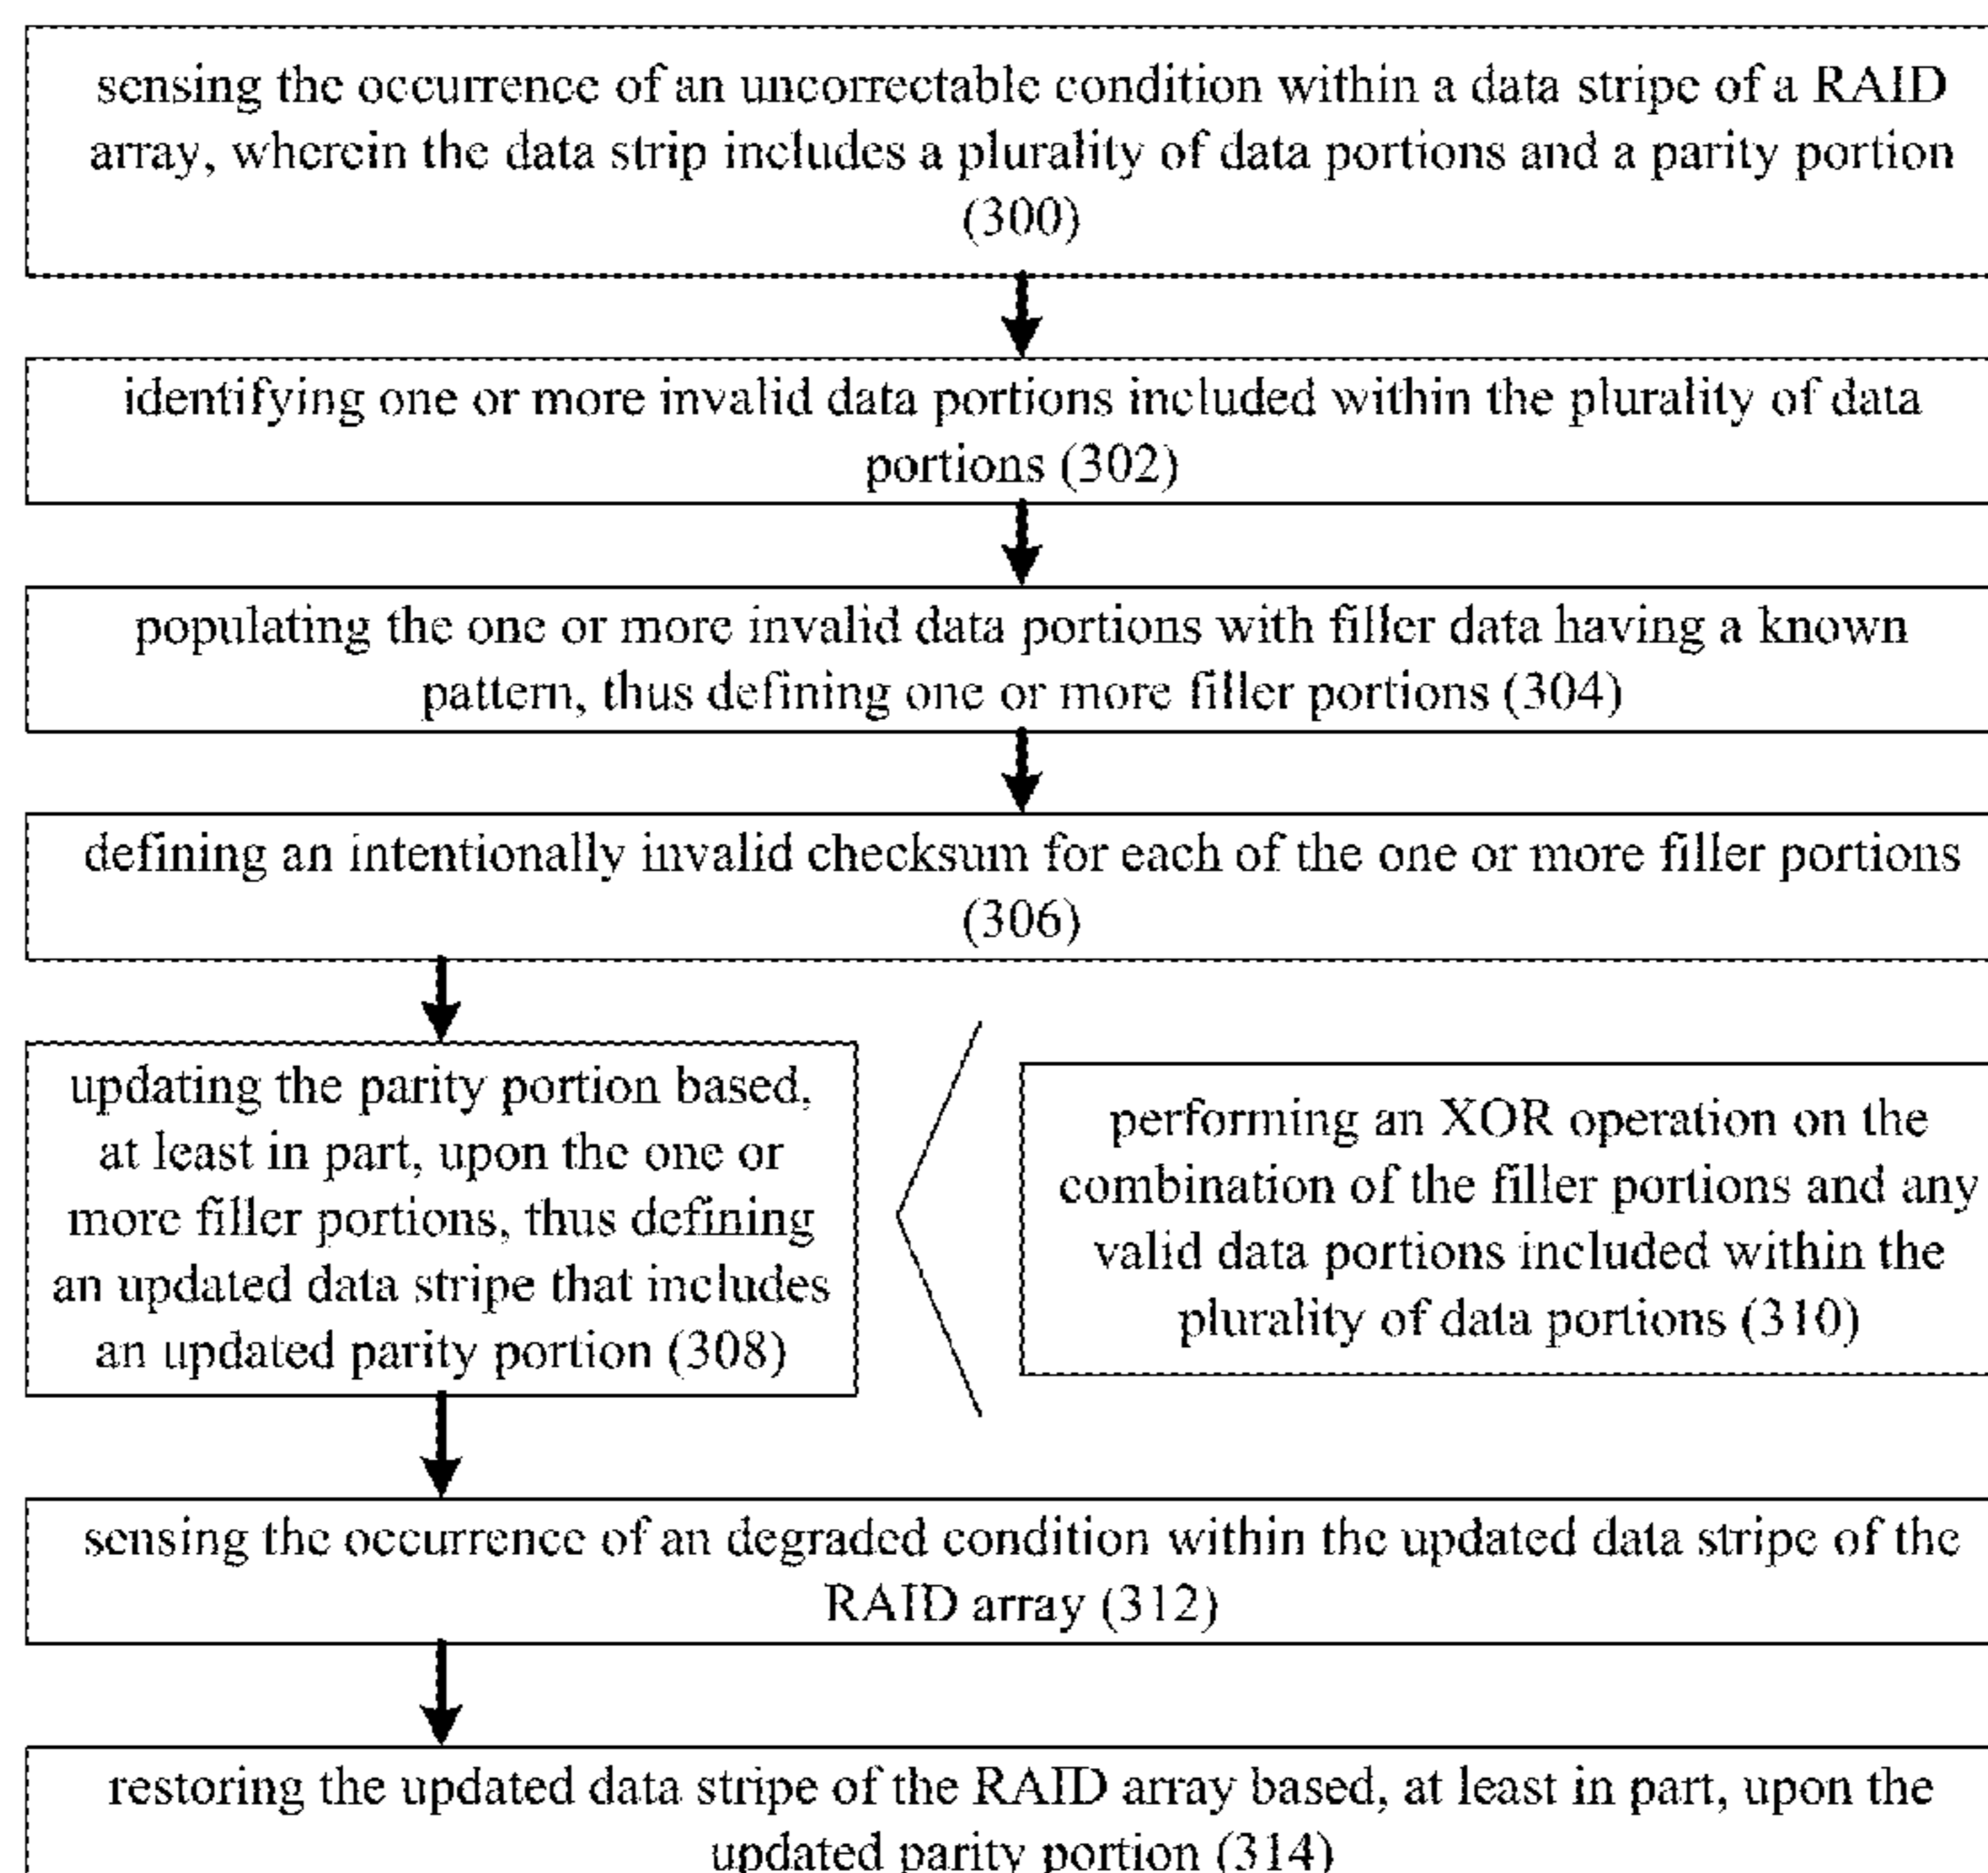 sensing the occurrence of an uncorrectable condition within a data stripe of a RAID
array, wherein the data strip includes a plurality of data portions and a parity portion
(300)
identifying one or more invalid data portions included within the plurality of data
portions (302)
populating the one or more invalid data portions with filler data having a known
pattern, thus defining one or more filler portions (304)
defining an intentionally invalid checksum for each of the one or more filler portions
(306)
updating the parity portion based,
at least in part, upon the one or
more filler portions, thus defining
an updated data stripe that includes
an updated parity portion (308)
performing an XOR operation on the
combination of the filler portions and any
valid data portions included within the
plurality of data portions (310)
sensing the occurrence of an degraded condition within the updated data stripe of the
RAID array (312)
restoring the updated data stripe of the RAID array based, at least in part, upon the
updated parity portion (314)